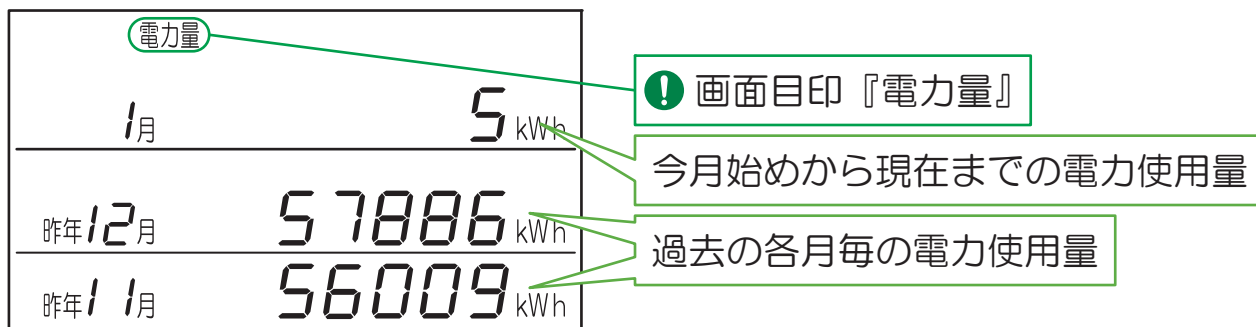 電力量
! 画面目印『電力量』
1月 5 kWh
今月始めから現在までの電力使用量
昨年12月 57886 kWh
過去の各月毎の電力使用量
昨年11月 56009 kWh